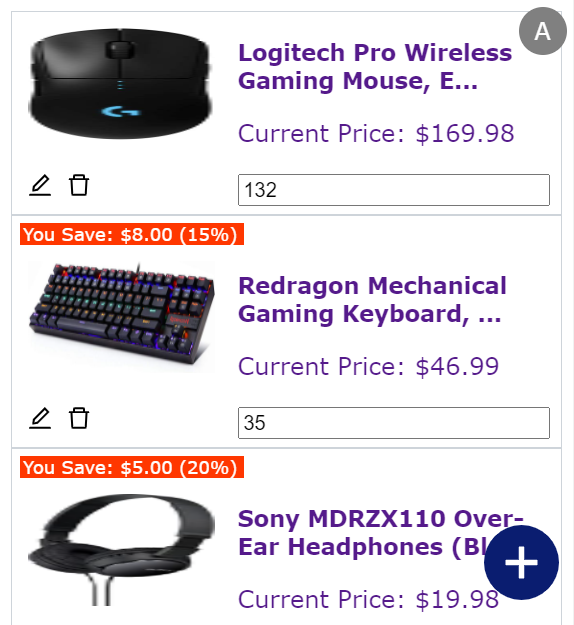 A
Logitech Pro Wireless
Gaming Mouse, E...
Current Price: $169.98
132
You Save: $8.00 (15%)
Redragon Mechanical
Gaming Keyboard, ...
Current Price: $46.99
35
You Save: $5.00 (20%)
Sony MDRZX110 Over-
Ear Headphones (Bl
Current Price: $19.98